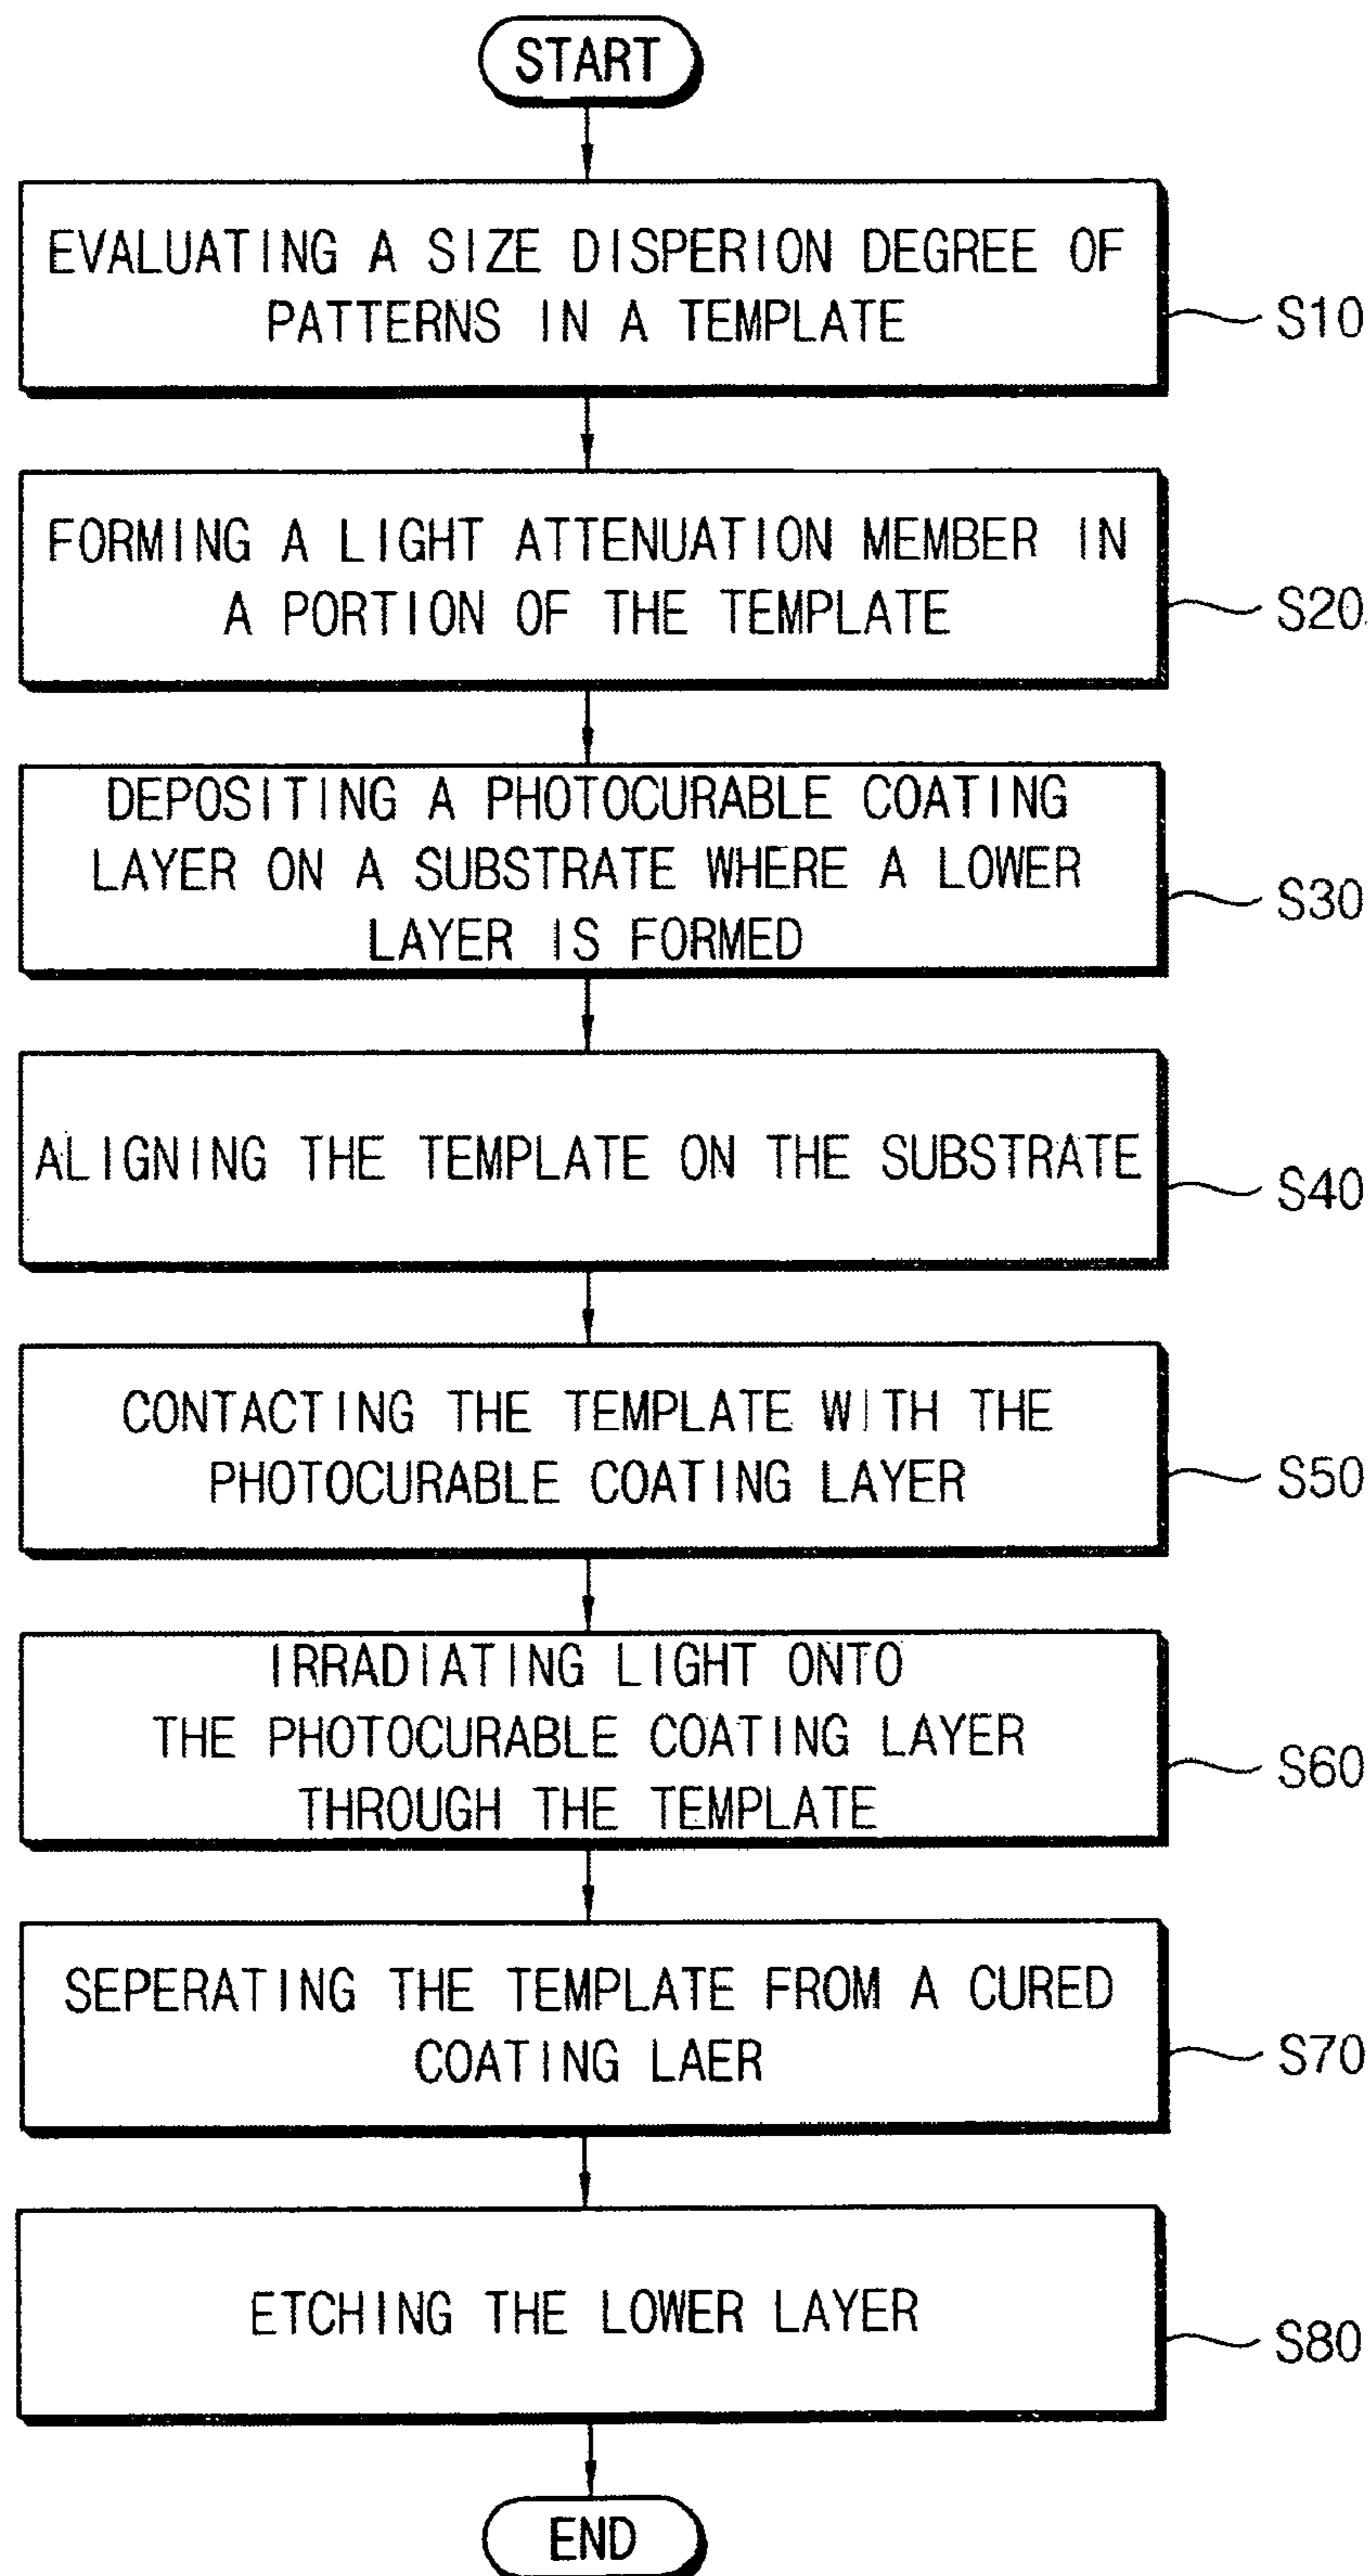 START
EVALUATING A SIZE DISPERION DEGREE OF
PATTERNS IN A TEMPLATE
S10
FORMING A LIGHT ATTENUATION MEMBER IN
A PORTION OF THE TEMPLATE
S20
DEPOSITING A PHOTOCURABLE COATING
LAYER ON A SUBSTRATE WHERE A LOWER
LAYER IS FORMED
S30
ALIGNING THE TEMPLATE ON THE SUBSTRATE
S40
CONTACTING THE TEMPLATE WITH THE
PHOTOCURABLE COATING LAYER
S50
IRRADIATING LIGHT ONTO
THE PHOTOCURABLE COATING LAYER
THROUGH THE TEMPLATE
S60
SEPERATING THE TEMPLATE FROM A CURED
COATING LAER
S70
ETCHING THE LOWER LAYER
S80
END